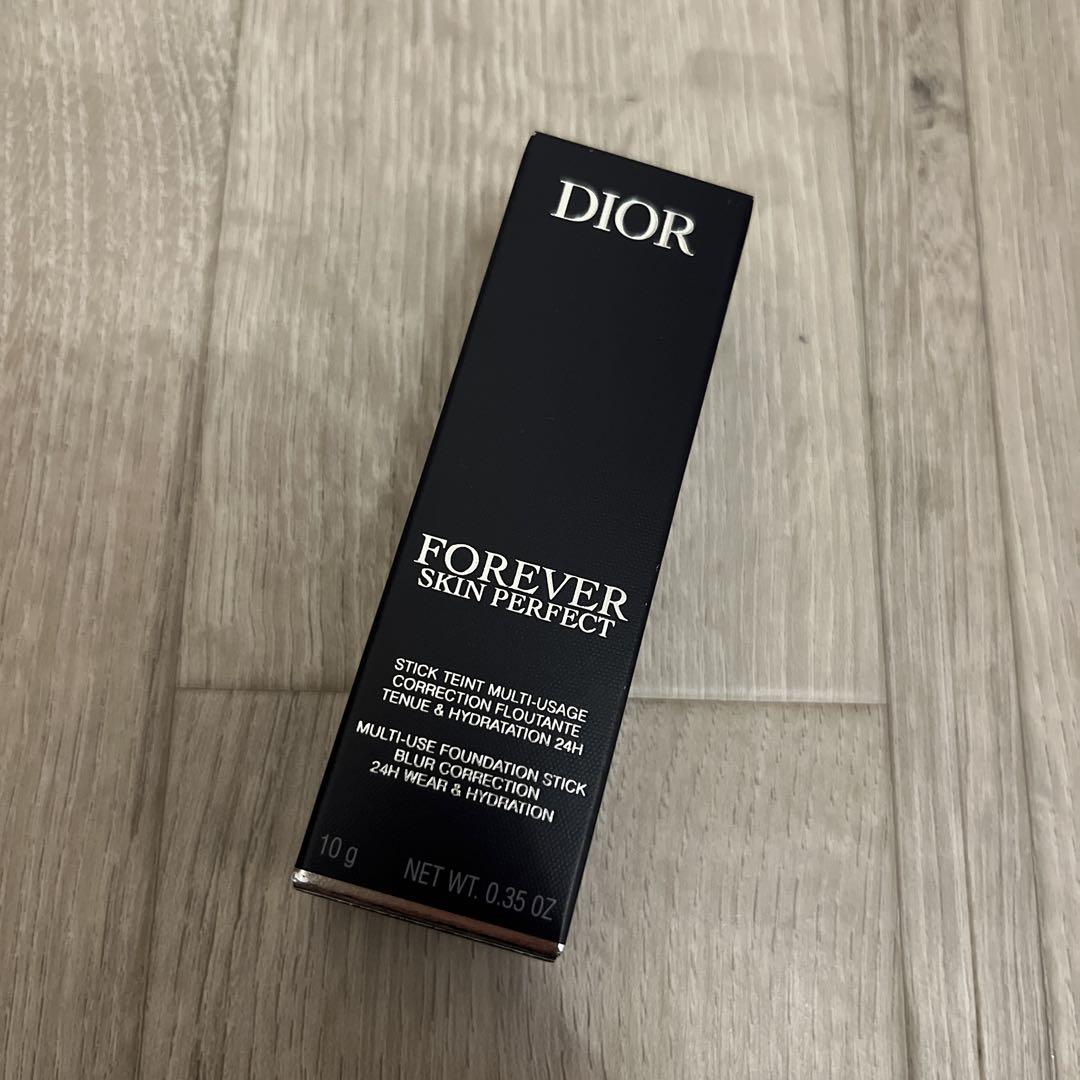 DIOR
FOREVER
SKIN PERFECT
STICK TEINT MULTI-USAGE
CORRECTION FLOUTANTE
TENUE & HYDRATATION 24H
MULTI-USE FOUNDATION STICK
BLUR CORRECTION
24H WEAR & HYDRATION
10 g NET WT. 0.35 OZ